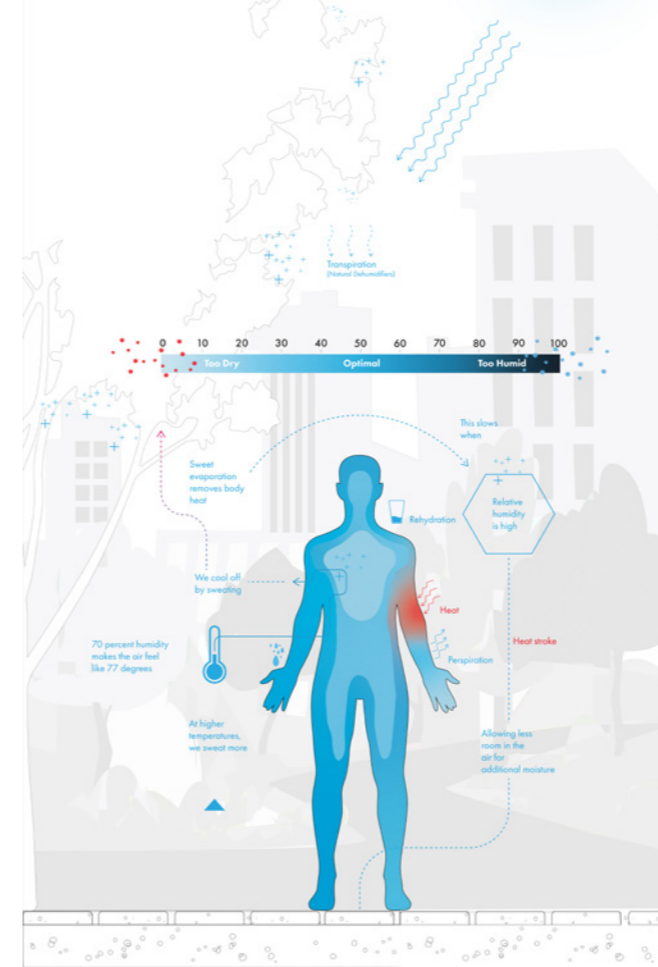 Transpiration
(Natural Dehumidifiers)
0 10 20 30 40 50 60 70 80 90 100
Too Dry Optimal Too Humid
This slows
when
Sweet
evaporation
removes body
heat
Relative
humidity
is high
Rehydration
We cool off
by sweating
Heat
70 percent humidity
makes the air feel
like 77 degrees
Heat stroke
Perspiration
At higher
temperatures,
we sweat more
Allowing less
room in the
air for
additional moisture